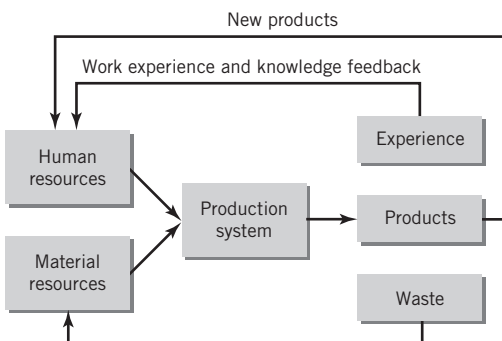 New products
Work experience and knowledge feedback
Experience
Human
resources
Production
system
Products
Material
resources
Waste